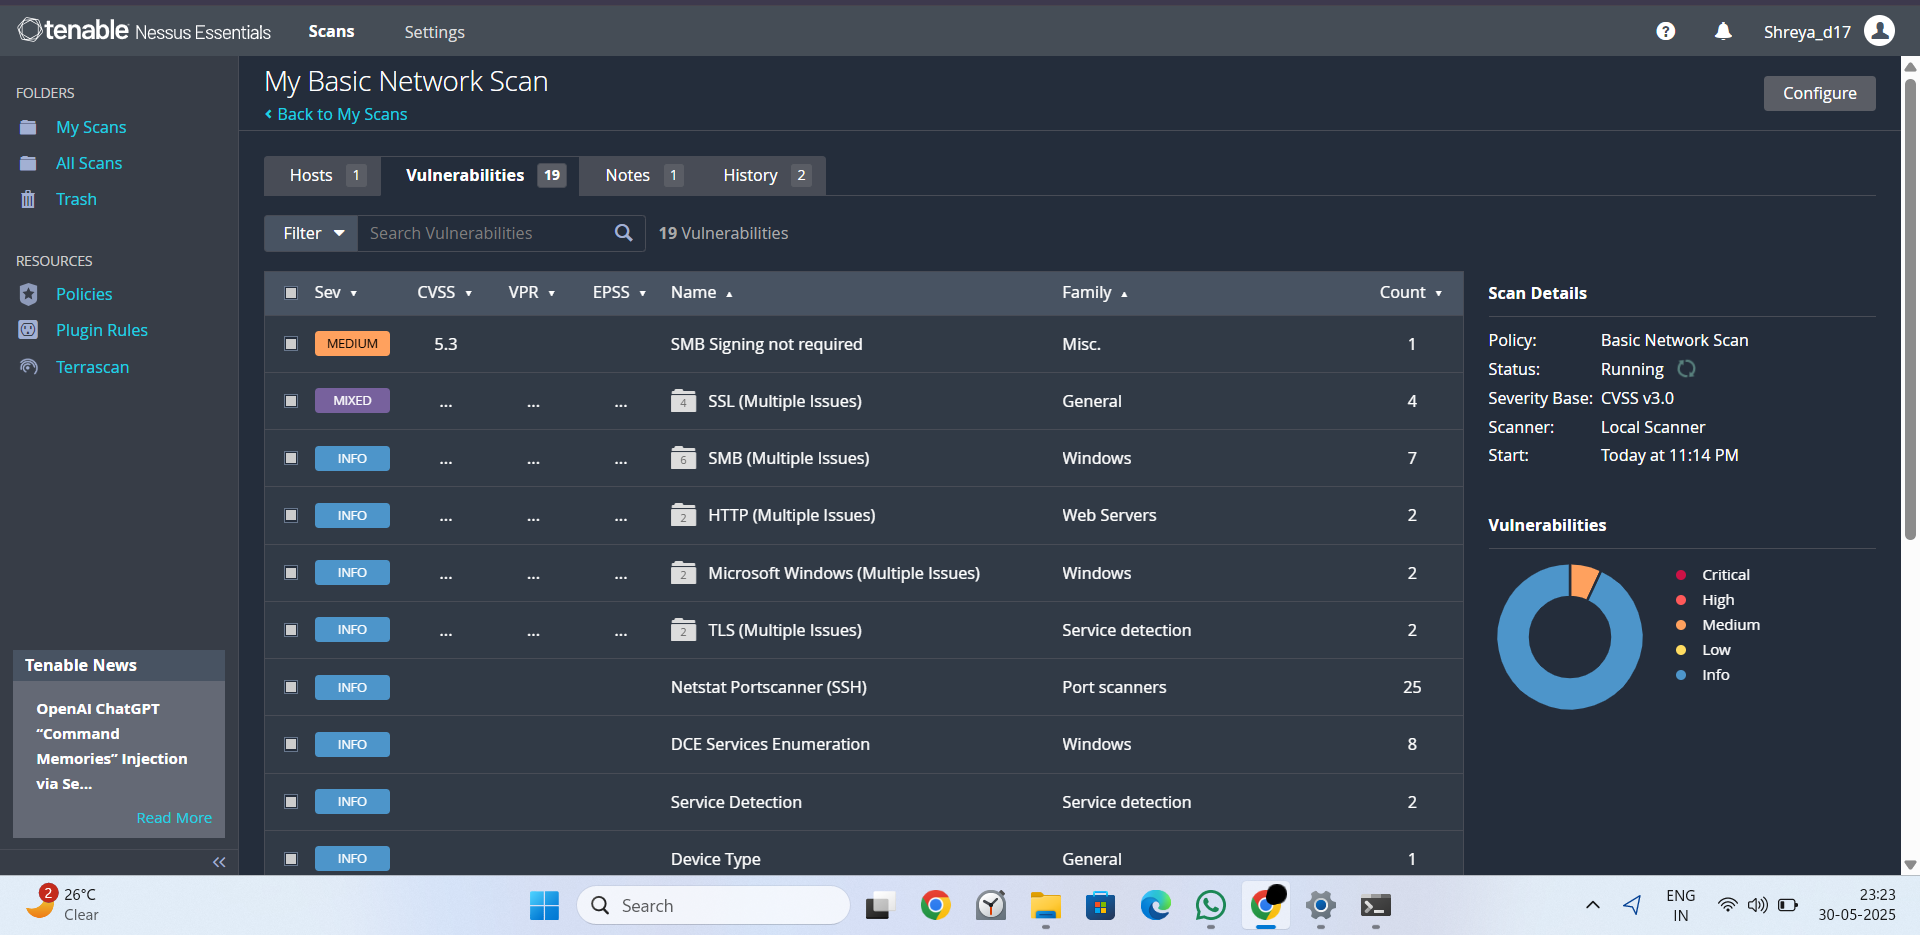 tenable Nessus Essentials Scans Settings ? Shreya_d17
FOLDERS
My Scans
All Scans
Trash
RESOURCES
Policies
Plugin Rules
Terrascan
Tenable News
OpenAI ChatGPT
“Command
Memories” Injection
via Se...
Read More
My Basic Network Scan
Back to My Scans
Configure
Hosts 1 Vulnerabilities 19 Notes 1 History 2
Filter Search Vulnerabilities 19 Vulnerabilities
Sev CVSS VPR EPSS Name Family Count
MEDIUM 5.3 SMB Signing not required Misc. 1
MIXED ... ... ... 4 SSL (Multiple Issues) General 4
INFO ... ... ... 6 SMB (Multiple Issues) Windows 7
INFO ... ... ... 2 HTTP (Multiple Issues) Web Servers 2
INFO ... ... ... 2 Microsoft Windows (Multiple Issues) Windows 2
INFO ... ... ... 2 TLS (Multiple Issues) Service detection 2
INFO Netstat Portscanner (SSH) Port scanners 25
INFO DCE Services Enumeration Windows 8
INFO Service Detection Service detection 2
INFO Device Type General 1
Scan Details
Policy: Basic Network Scan
Status: Running
Severity Base: CVSS v3.0
Scanner: Local Scanner
Start: Today at 11:14 PM
Vulnerabilities
Critical
High
Medium
Low
Info
2 26°C
Clear
Search
ENG
IN
23:23
30-05-2025